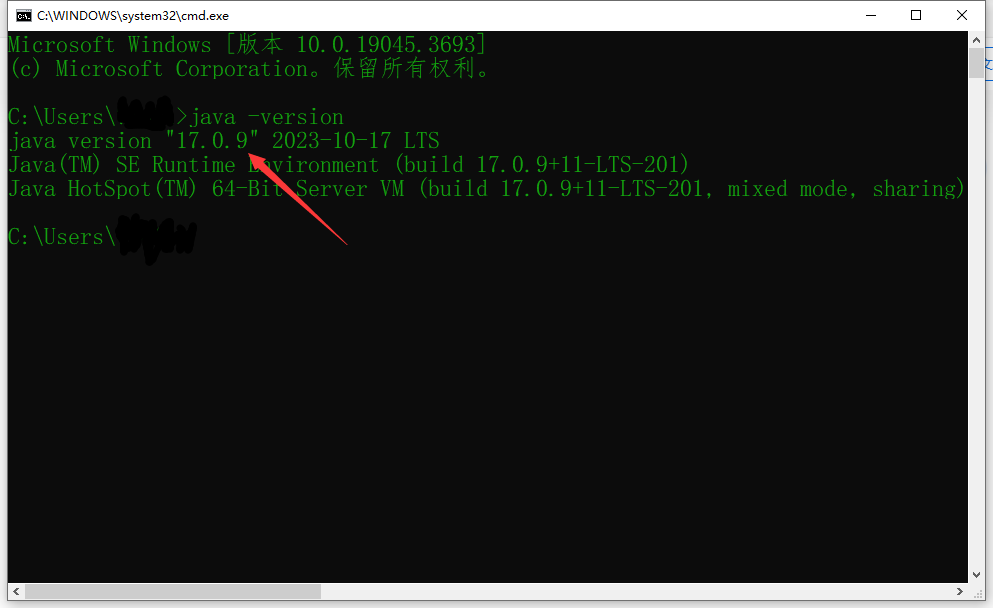 C:\WINDOWS\system32\cmd.exe
Microsoft Windows [版本 10.0.19045.3693]
(c) Microsoft Corporation。保留所有权利。
C:\Users\ >java -version
java version "17.0.9" 2023-10-17 LTS
Java(TM) SE Runtime Environment (build 17.0.9+11-LTS-201)
Java HotSpot(TM) 64-Bit Server VM (build 17.0.9+11-LTS-201, mixed mode, sharing)
C:\Users\